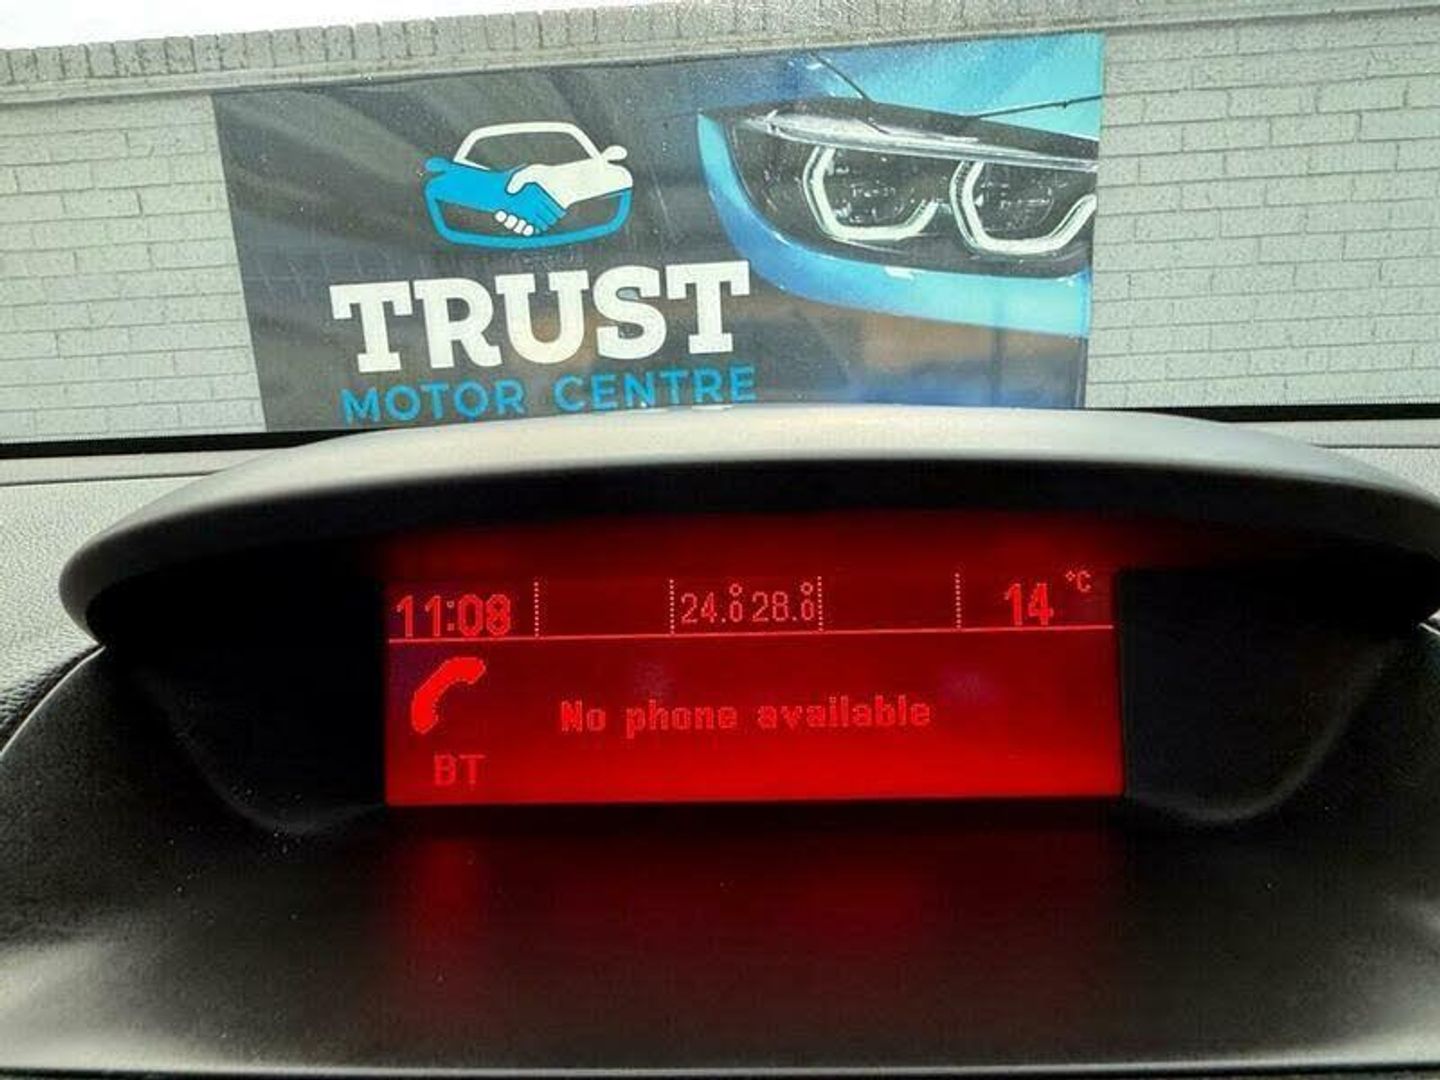 TRUST
MOTOR CENTRE
11:08 24.0 28.0 14 °C
No phone available
BT